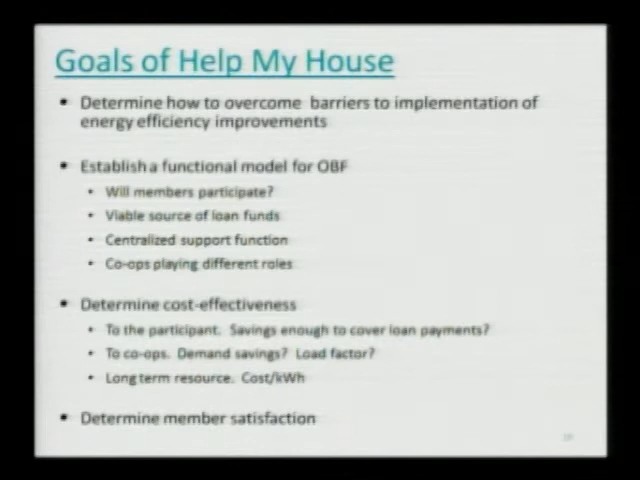 Goals of Help My House
• Determine how to overcome barriers to implementation of
energy efficiency improvements
• Establish a functional model for OBF
• Will members participate?
• Viable source of loan funds
• Centralized support function
• Co-ops playing different roles
• Determine cost-effectiveness
• To the participant. Savings enough to cover loan payments?
• To co-ops. Demand savings? Load factor?
• Long term resource. Cost/kWh
• Determine member satisfaction